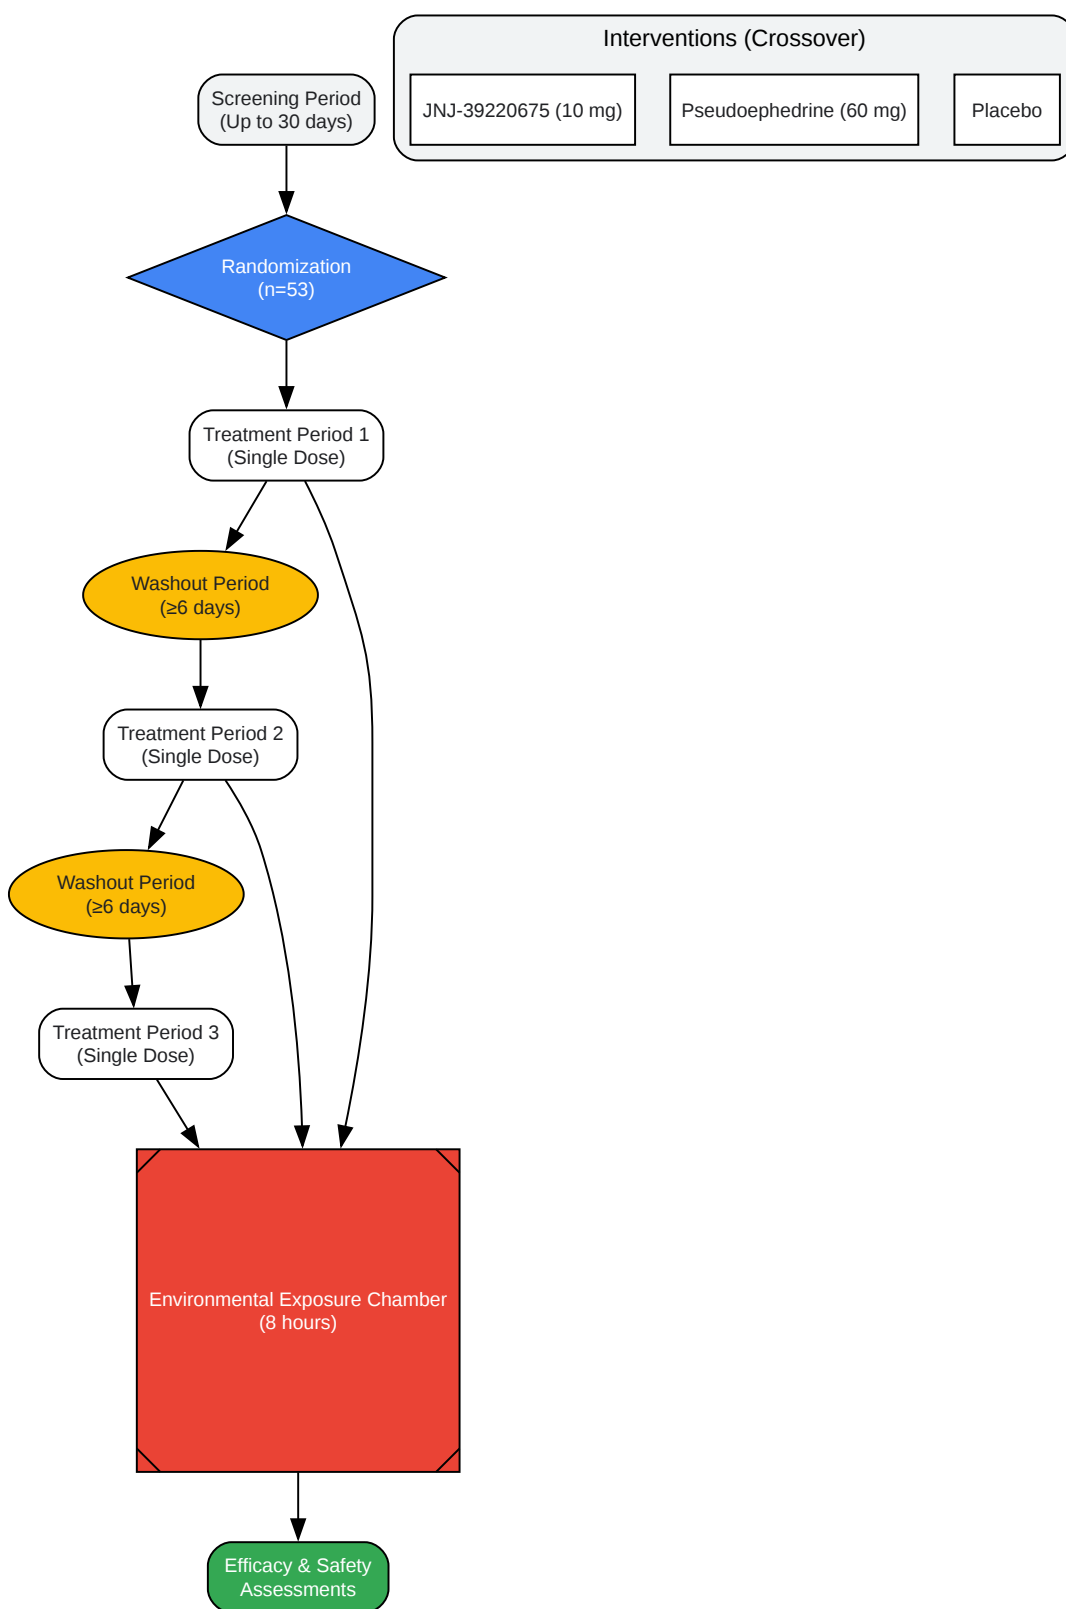 Interventions (Crossover)
JNJ-39220675 (10 mg)
Pseudoephedrine (60 mg)
Placebo
Screening Period
(Up to 30 days)
Randomization
(n=53)
Treatment Period 1
(Single Dose)
Washout Period
(≥6 days)
Treatment Period 2
(Single Dose)
Washout Period
(≥6 days)
Treatment Period 3
(Single Dose)
Environmental Exposure Chamber
(8 hours)
Efficacy & Safety
Assessments